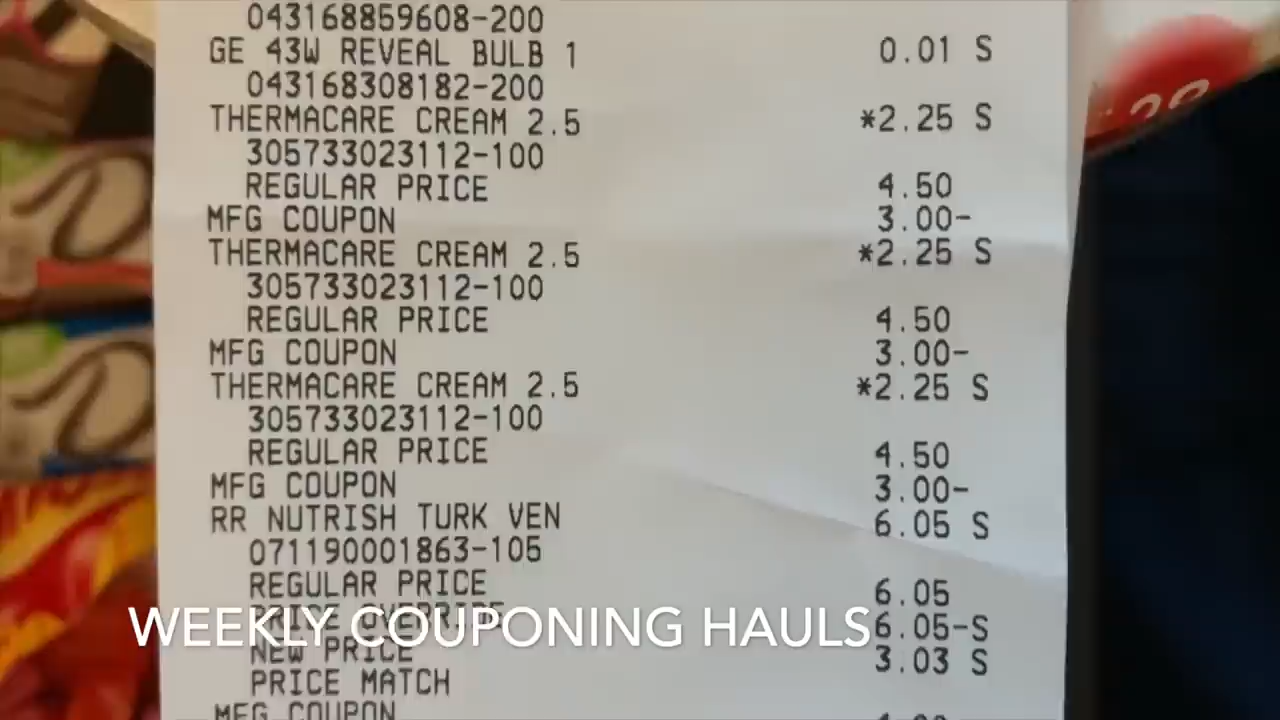 043168859608-200
GE 43W REVEAL BULB 1 0.01 S
043168308182-200
THERMACARE CREAM 2.5 *2.25 S
305733023112-100
REGULAR PRICE 4.50
MFG COUPON 3.00-
THERMACARE CREAM 2.5 *2.25 S
305733023112-100
REGULAR PRICE 4.50
MFG COUPON 3.00-
THERMACARE CREAM 2.5 *2.25 S
305733023112-100
REGULAR PRICE 4.50
MFG COUPON 3.00-
RR NUTRISH TURK VEN 6.05 S
071190001863-105
REGULAR PRICE 6.05
PRICE OVERRIDE 6.05-S
WEEKLY COUPONING HAULS
NEW PRICE 3.03 S
PRICE MATCH
MFG COUPON